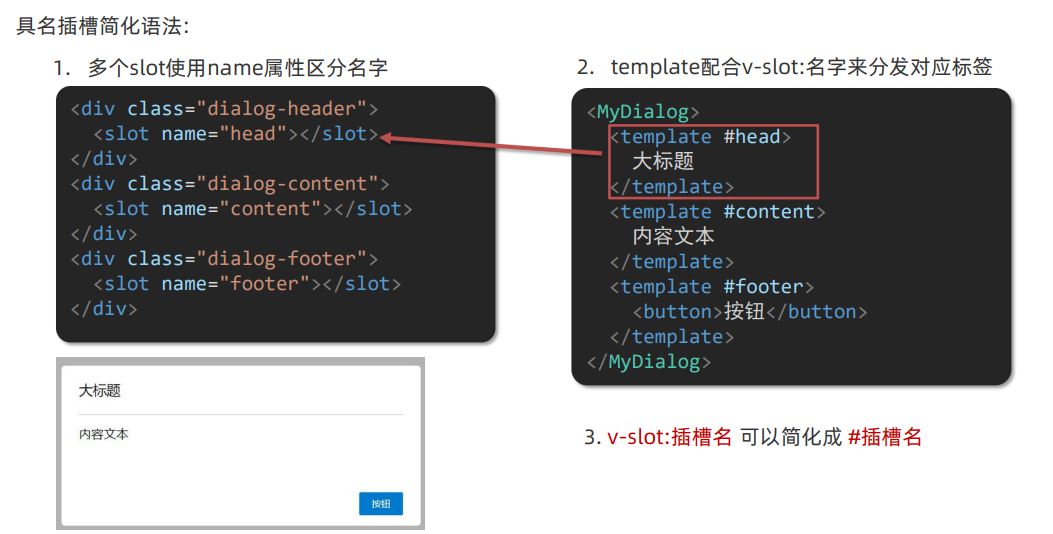 具名插槽简化语法:
1. 多个slot使用name属性区分名字
<div class="dialog-header">
  <slot name="head"></slot>
</div>
<div class="dialog-content">
  <slot name="content"></slot>
</div>
<div class="dialog-footer">
  <slot name="footer"></slot>
</div>
大标题
内容文本
按钮
2. template配合v-slot:名字来分发对应标签
<MyDialog>
  <template #head>
    大标题
  </template>
  <template #content>
    内容文本
  </template>
  <template #footer>
    <button>按钮</button>
  </template>
</MyDialog>
3. v-slot:插槽名 可以简化成 #插槽名